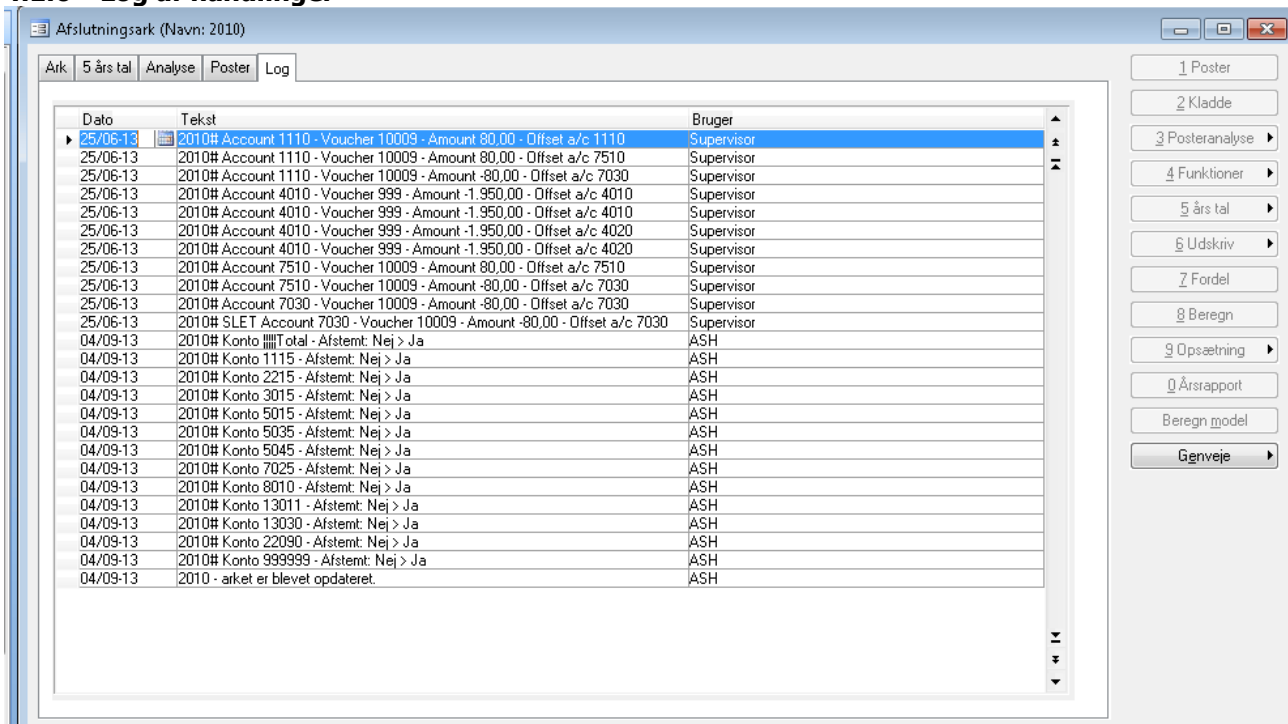 Afslutningsark (Navn: 2010)
Ark 5 års tal Analyse Poster Log
Dato Tekst Bruger
25/06-13 2010# Account 1110 - Voucher 10009 - Amount 80,00 - Offset a/c 1110 Supervisor
25/06-13 2010# Account 1110 - Voucher 10009 - Amount 80,00 - Offset a/c 7510 Supervisor
25/06-13 2010# Account 1110 - Voucher 10009 - Amount -80,00 - Offset a/c 7030 Supervisor
25/06-13 2010# Account 4010 - Voucher 999 - Amount -1.950,00 - Offset a/c 4010 Supervisor
25/06-13 2010# Account 4010 - Voucher 999 - Amount -1.950,00 - Offset a/c 4010 Supervisor
25/06-13 2010# Account 4010 - Voucher 999 - Amount -1.950,00 - Offset a/c 4020 Supervisor
25/06-13 2010# Account 4010 - Voucher 999 - Amount -1.950,00 - Offset a/c 4020 Supervisor
25/06-13 2010# Account 7510 - Voucher 10009 - Amount 80,00 - Offset a/c 7510 Supervisor
25/06-13 2010# Account 7510 - Voucher 10009 - Amount -80,00 - Offset a/c 7030 Supervisor
25/06-13 2010# Account 7030 - Voucher 10009 - Amount -80,00 - Offset a/c 7030 Supervisor
25/06-13 2010# SLET Account 7030 - Voucher 10009 - Amount -80,00 - Offset a/c 7030 Supervisor
04/09-13 2010# Konto ¦¦¦¦¦Total - Afstemt: Nej > Ja ASH
04/09-13 2010# Konto 1115 - Afstemt: Nej > Ja ASH
04/09-13 2010# Konto 2215 - Afstemt: Nej > Ja ASH
04/09-13 2010# Konto 3015 - Afstemt: Nej > Ja ASH
04/09-13 2010# Konto 5015 - Afstemt: Nej > Ja ASH
04/09-13 2010# Konto 5035 - Afstemt: Nej > Ja ASH
04/09-13 2010# Konto 5045 - Afstemt: Nej > Ja ASH
04/09-13 2010# Konto 7025 - Afstemt: Nej > Ja ASH
04/09-13 2010# Konto 8010 - Afstemt: Nej > Ja ASH
04/09-13 2010# Konto 13011 - Afstemt: Nej > Ja ASH
04/09-13 2010# Konto 13030 - Afstemt: Nej > Ja ASH
04/09-13 2010# Konto 22090 - Afstemt: Nej > Ja ASH
04/09-13 2010# Konto 999999 - Afstemt: Nej > Ja ASH
04/09-13 2010 - arket er blevet opdateret. ASH
1 Poster
2 Kladde
3 Posteranalyse
4 Funktioner
5 års tal
6 Udskriv
7 Fordel
8 Beregn
9 Opsætning
0 Årsrapport
Beregn model
Genveje